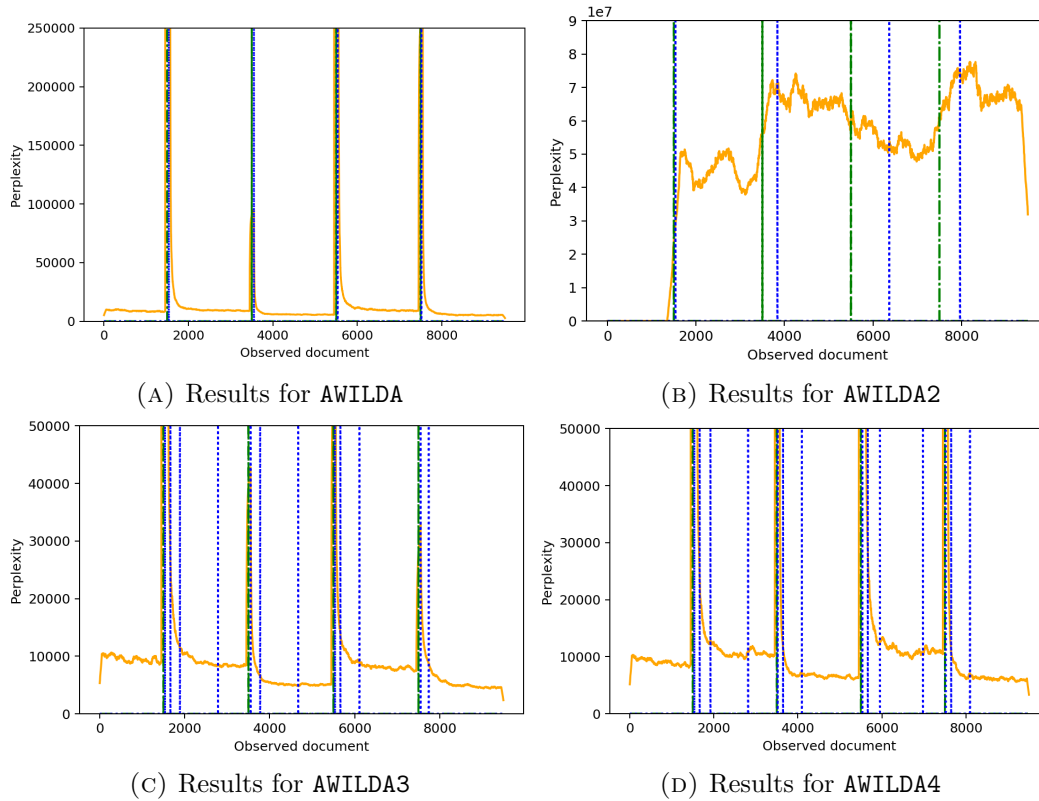 250000
200000
150000
100000
50000
0
Perplexity
0 2000 4000 6000 8000
Observed document
(A) Results for AWILDA
1e7
9
8
7
6
5
4
3
2
1
0
Perplexity
0 2000 4000 6000 8000
Observed document
(B) Results for AWILDA2
50000
40000
30000
20000
10000
0
Perplexity
0 2000 4000 6000 8000
Observed document
(C) Results for AWILDA3
50000
40000
30000
20000
10000
0
Perplexity
0 2000 4000 6000 8000
Observed document
(D) Results for AWILDA4